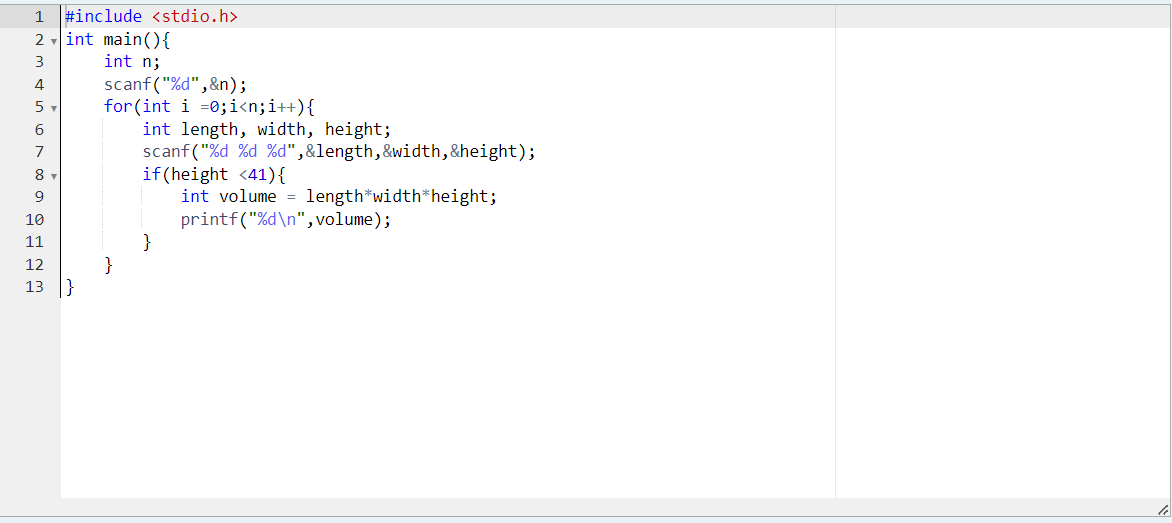 1 #include <stdio.h>
2 int main(){
3     int n;
4     scanf("%d",&n);
5     for(int i =0;i<n;i++){
6         int length, width, height;
7         scanf("%d %d %d",&length,&width,&height);
8         if(height <41){
9             int volume = length*width*height;
10             printf("%d\n",volume);
11         }
12     }
13 }